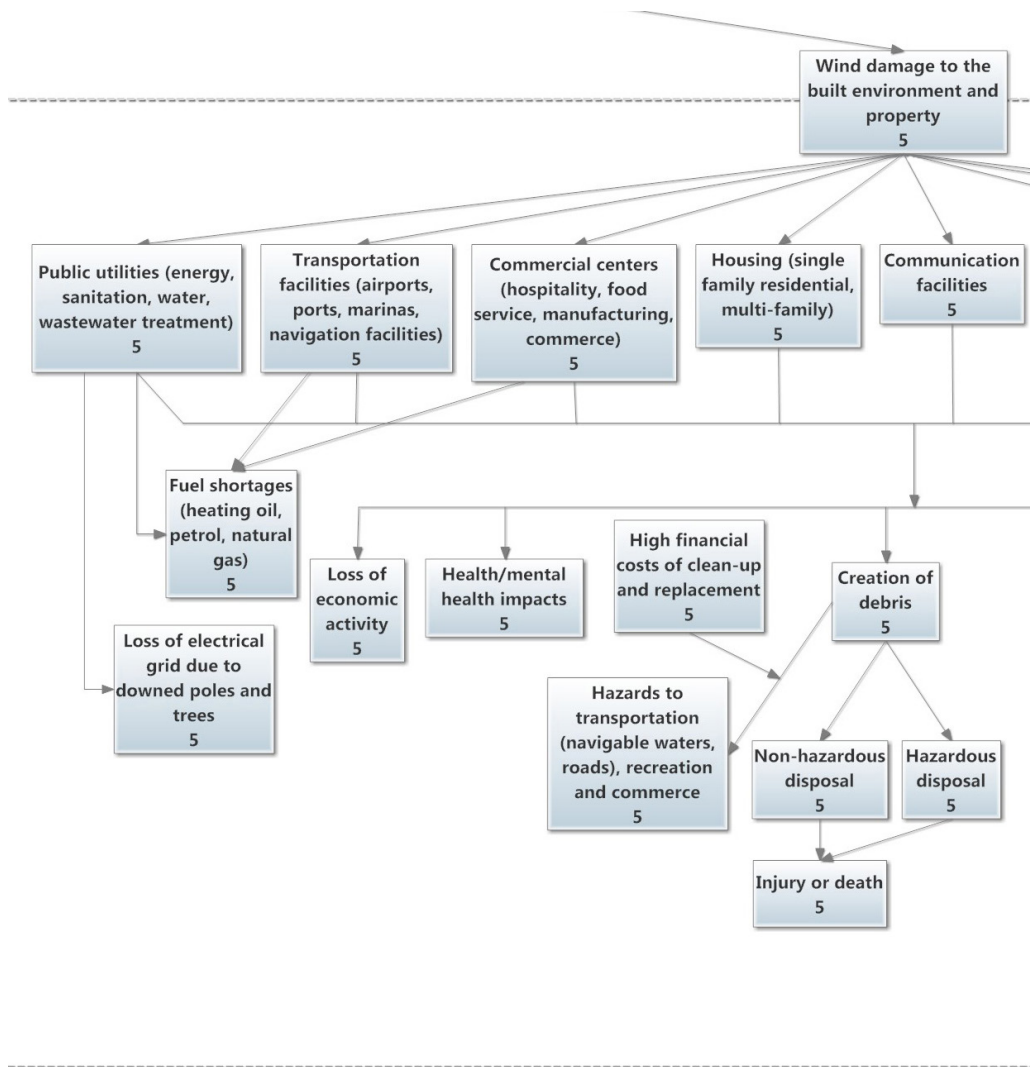 Wind damage to the
built environment and
property
5
Public utilities (energy,
sanitation, water,
wastewater treatment)
5
Transportation
facilities (airports,
ports, marinas,
navigation facilities)
5
Commercial centers
(hospitality, food
service, manufacturing,
commerce)
5
Housing (single
family residential,
multi-family)
5
Communication
facilities
5
Fuel shortages
(heating oil,
petrol, natural
gas)
5
Loss of
economic
activity
5
Health/mental
health impacts
5
High financial
costs of clean-up
and replacement
5
Creation of
debris
5
Loss of electrical
grid due to
downed poles and
trees
5
Hazards to
transportation
(navigable waters,
roads), recreation
and commerce
5
Non-hazardous
disposal
5
Hazardous
disposal
5
Injury or death
5